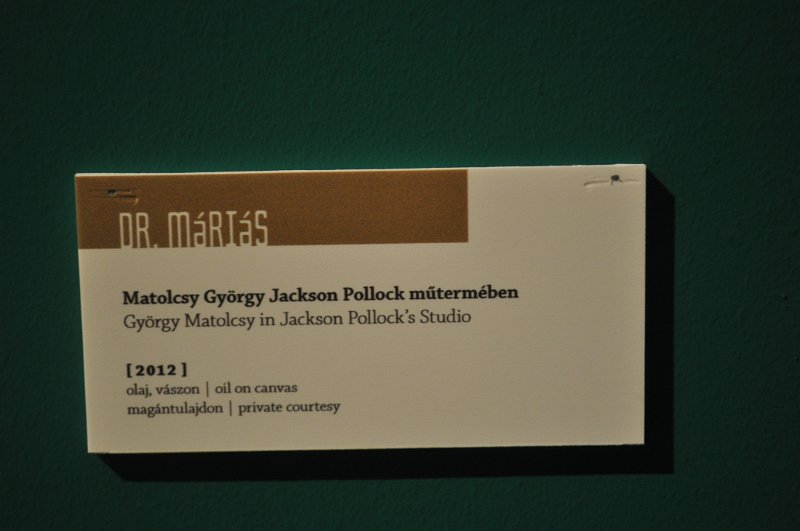 DR. MáRIáS
Matolcsy György Jackson Pollock műtermében
György Matolcsy in Jackson Pollock's Studio
[2012]
olaj, vászon | oil on canvas
magántulajdon | private courtesy